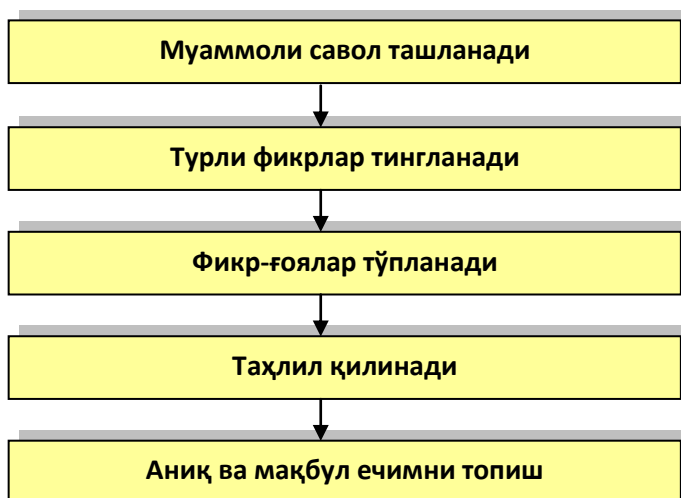 Муаммоли савол ташланади
Турли фикрлар тингланади
Фикр-ғоялар тўпланади
Таҳлил қилинади
Аниқ ва мақбул ечимни топиш